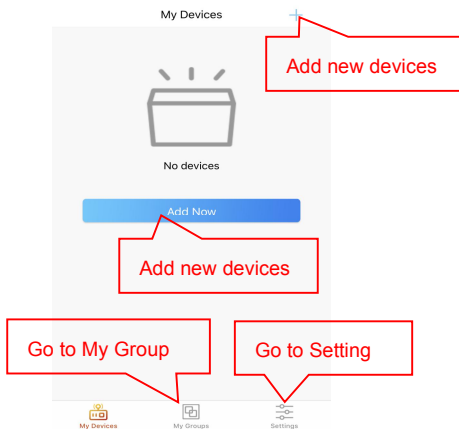 My Devices
+
Add new devices
No devices
Add Now
Add new devices
Go to My Group
Go to Setting
My Devices
My Groups
Settings